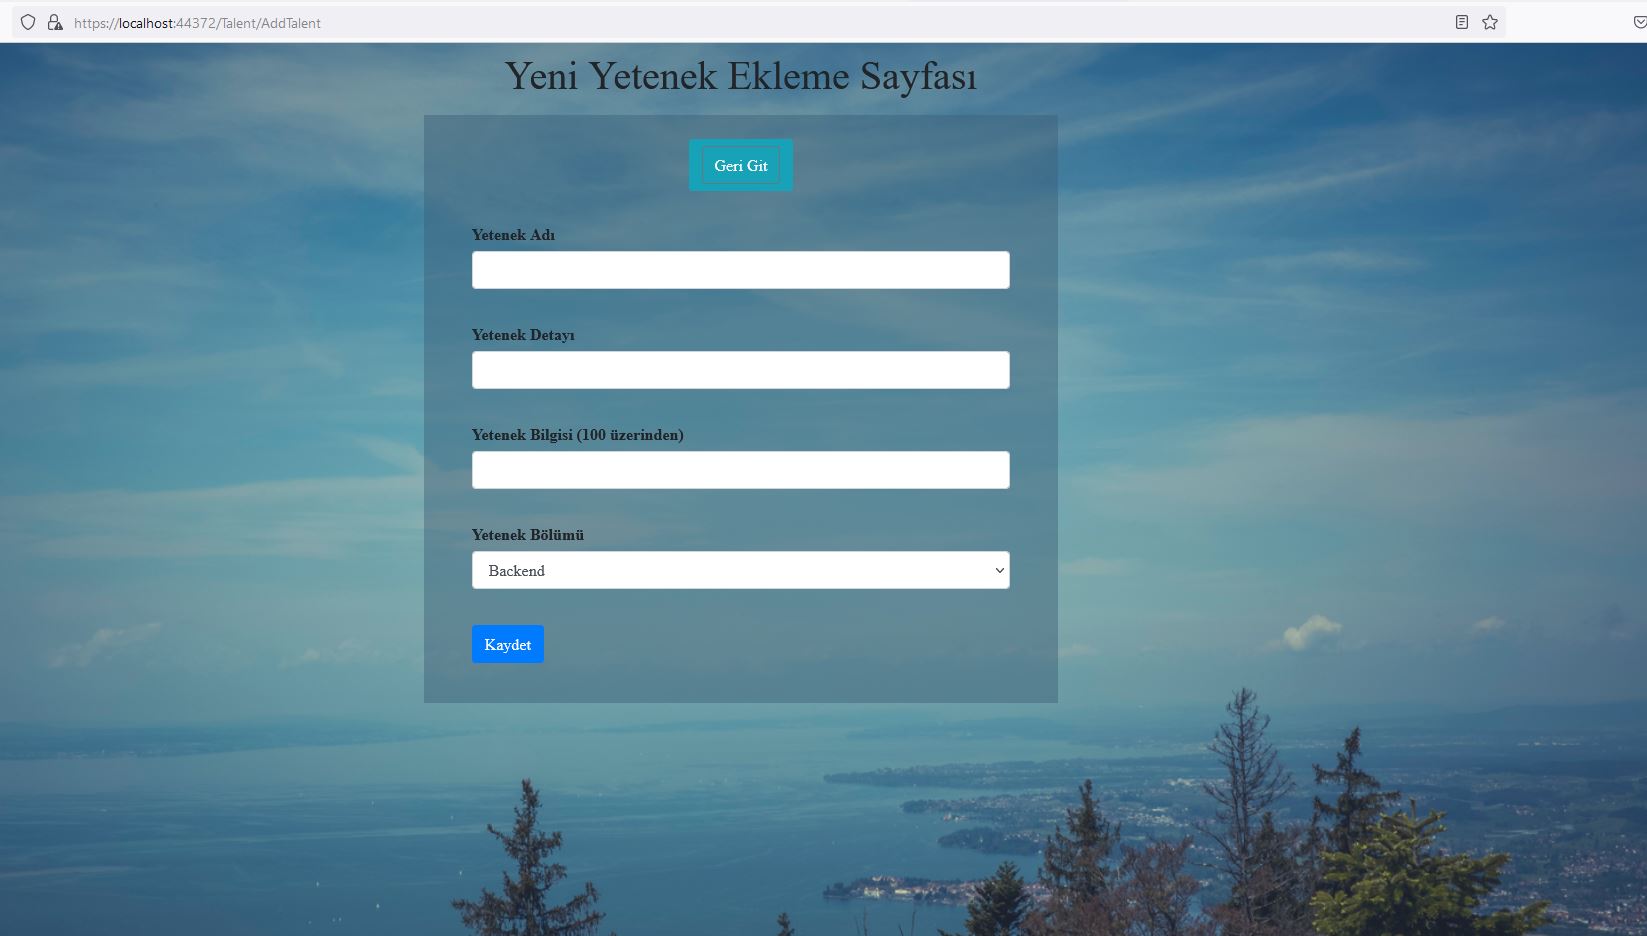 https://localhost:44372/Talent/AddTalent
Yeni Yetenek Ekleme Sayfası
Geri Git
Yetenek Adı
Yetenek Detayı
Yetenek Bilgisi (100 üzerinden)
Yetenek Bölümü
Backend
Kaydet